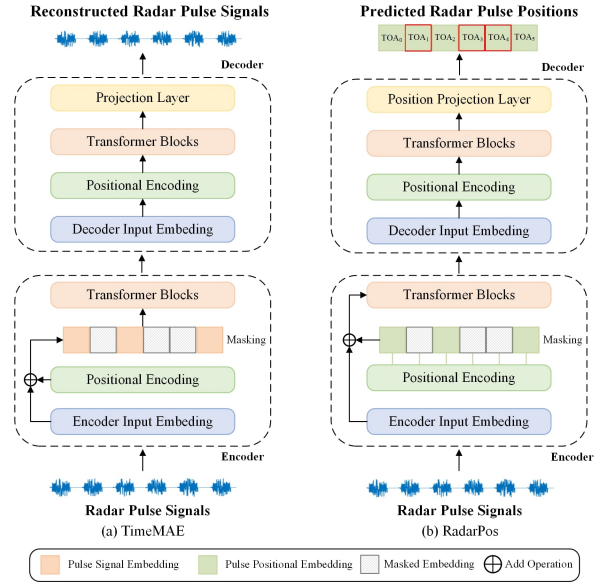 Reconstructed Radar Pulse Signals
Decoder
Projection Layer
Transformer Blocks
Positional Encoding
Decoder Input Embeding
Transformer Blocks
Masking
Positional Encoding
Encoder Input Embeding
Encoder
Radar Pulse Signals
(a) TimeMAE
Predicted Radar Pulse Positions
TOA0 TOA1 TOA2 TOA3 TOA4 TOA5
Decoder
Position Projection Layer
Transformer Blocks
Positional Encoding
Decoder Input Embeding
Transformer Blocks
Masking
Positional Encoding
Encoder Input Embeding
Encoder
Radar Pulse Signals
(b) RadarPos
Pulse Signal Embedding Pulse Positional Embedding Masked Embedding Add Operation